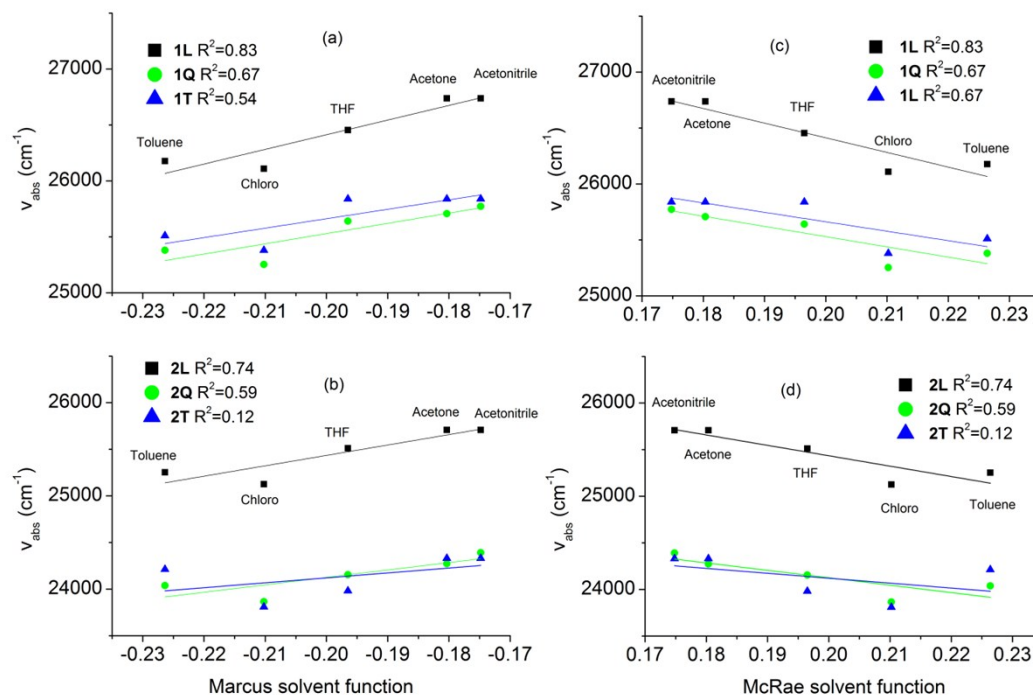 (a)
1L R²=0.83
1Q R²=0.67
1T R²=0.54
27000
26000
25000
ν_abs (cm⁻¹)
Toluene
Chloro
THF
Acetone
Acetonitrile
-0.23 -0.22 -0.21 -0.20 -0.19 -0.18 -0.17
(c)
1L R²=0.83
1Q R²=0.67
1L R²=0.67
27000
26000
25000
ν_abs (cm⁻¹)
Acetonitrile
Acetone
THF
Chloro
Toluene
0.17 0.18 0.19 0.20 0.21 0.22 0.23
(b)
2L R²=0.74
2Q R²=0.59
2T R²=0.12
26000
25000
24000
ν_abs (cm⁻¹)
Toluene
Chloro
THF
Acetone
Acetonitrile
-0.23 -0.22 -0.21 -0.20 -0.19 -0.18 -0.17
Marcus solvent function
(d)
2L R²=0.74
2Q R²=0.59
2T R²=0.12
26000
25000
24000
ν_abs (cm⁻¹)
Acetonitrile
Acetone
THF
Chloro
Toluene
0.17 0.18 0.19 0.20 0.21 0.22 0.23
McRae solvent function